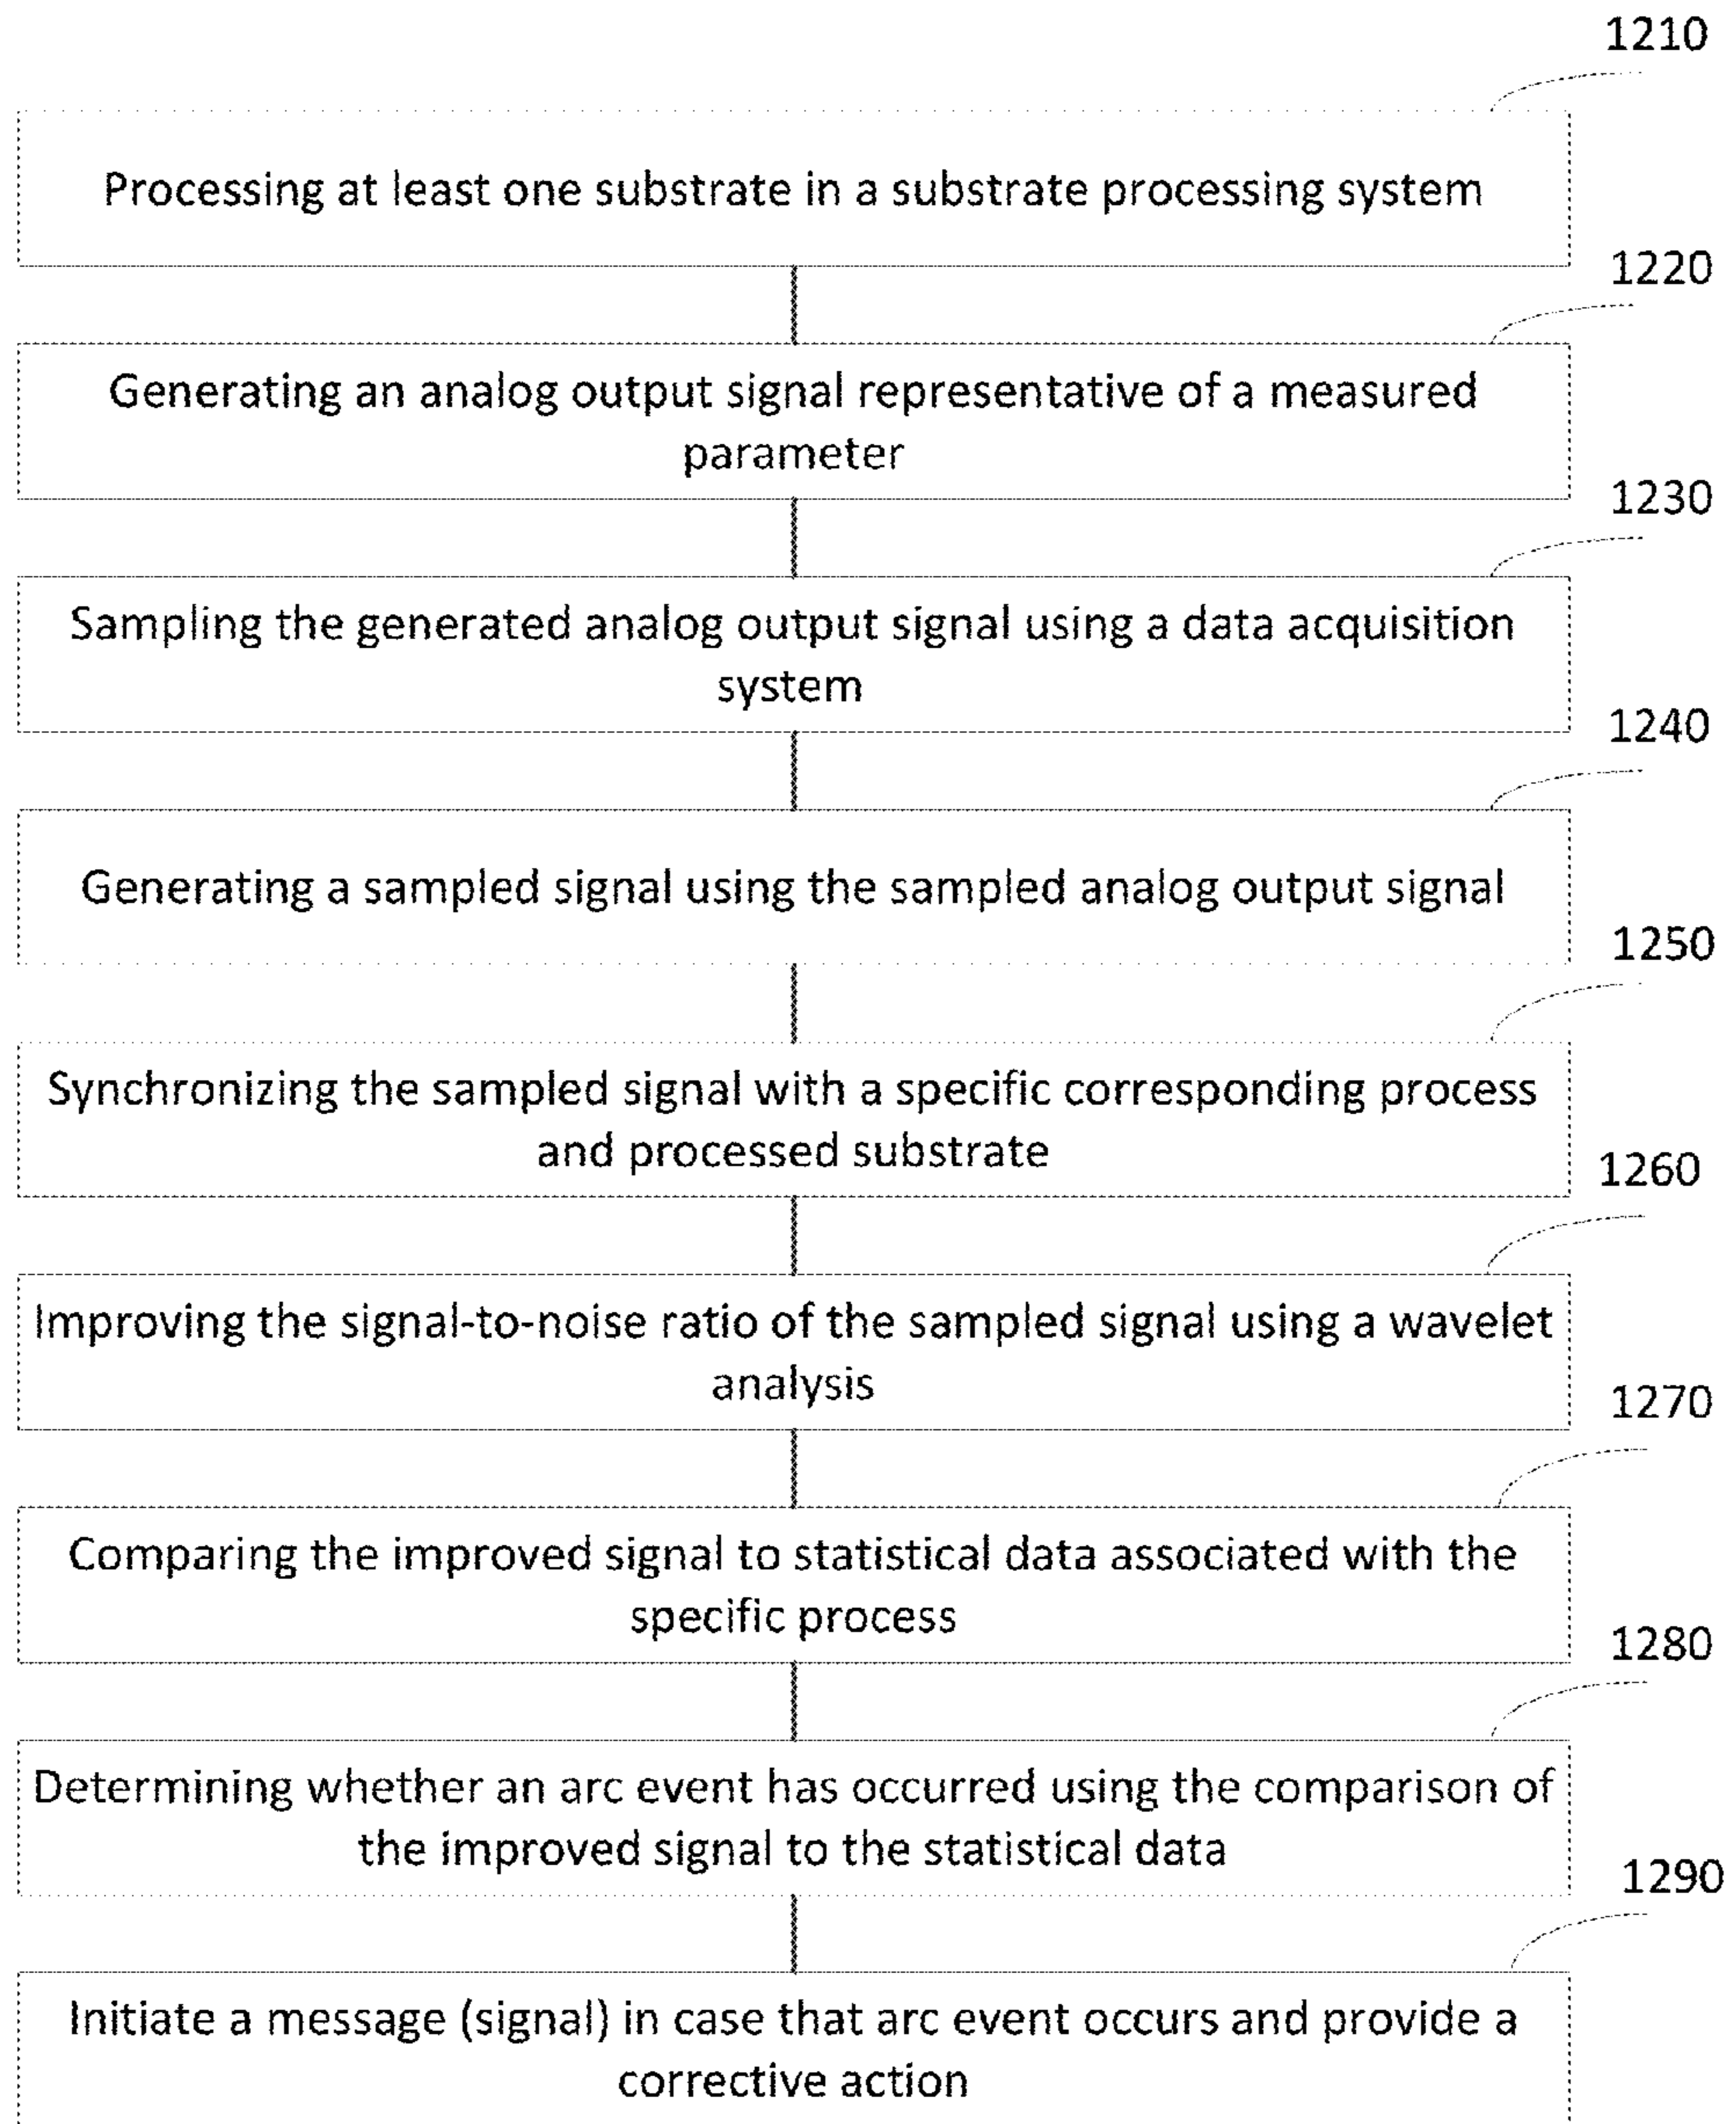 1210
Processing at least one substrate in a substrate processing system
1220
Generating an analog output signal representative of a measured
parameter
1230
Sampling the generated analog output signal using a data acquisition
system
1240
Generating a sampled signal using the sampled analog output signal
1250
Synchronizing the sampled signal with a specific corresponding process
and processed substrate
1260
Improving the signal-to-noise ratio of the sampled signal using a wavelet
analysis
1270
Comparing the improved signal to statistical data associated with the
specific process
1280
Determining whether an arc event has occurred using the comparison of
the improved signal to the statistical data
1290
Initiate a message (signal) in case that arc event occurs and provide a
corrective action